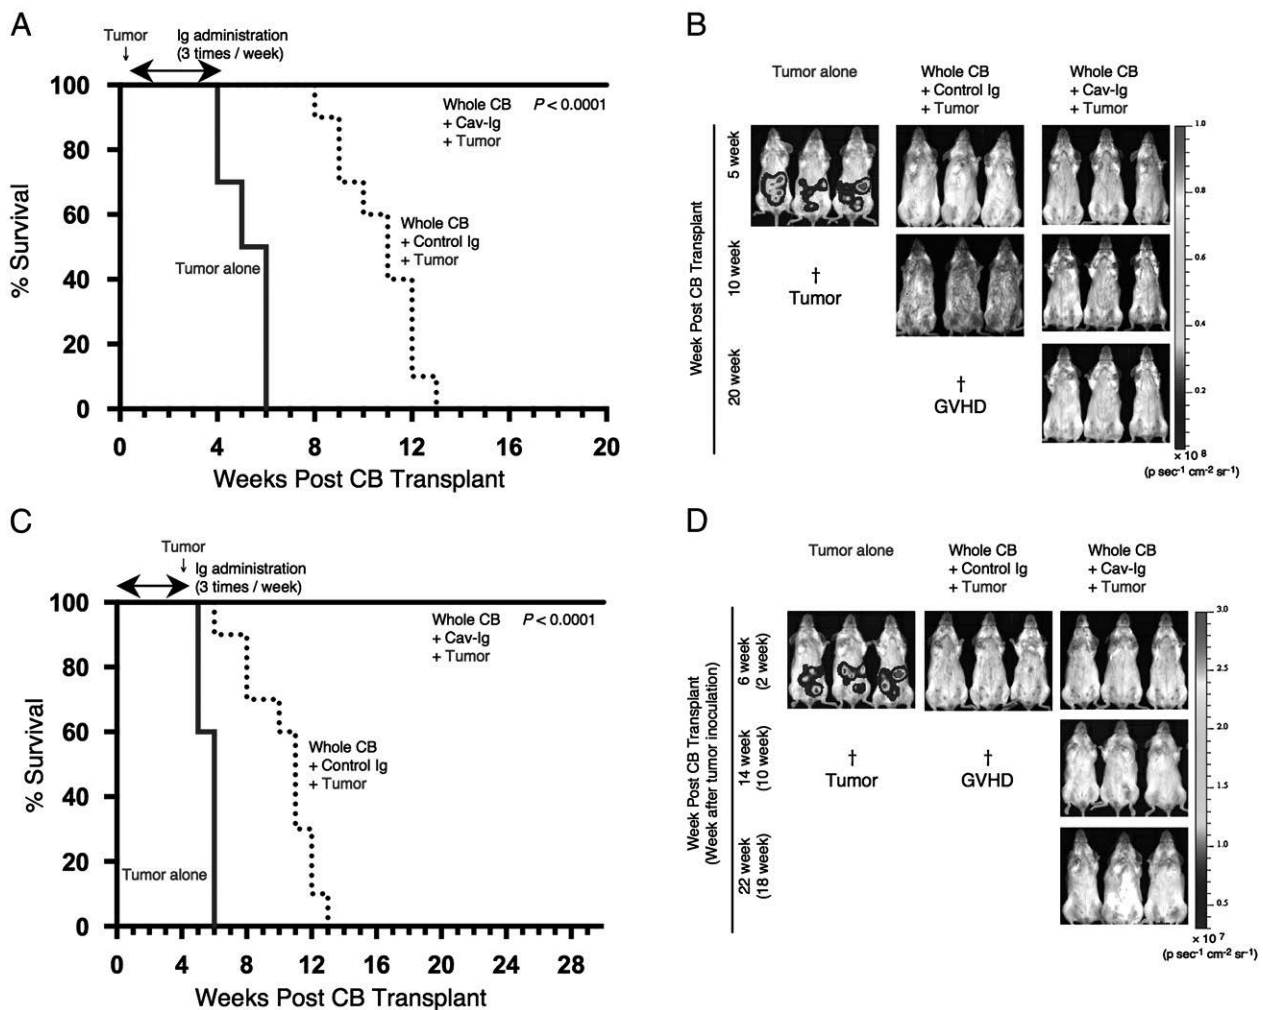 A
Tumor
Ig administration
(3 times / week)
100
80
60
40
20
0
% Survival
Whole CB
+ Cav-Ig
+ Tumor
P < 0.0001
Whole CB
+ Control Ig
+ Tumor
Tumor alone
0 4 8 12 16 20
Weeks Post CB Transplant
B
Tumor alone
Whole CB
+ Control Ig
+ Tumor
Whole CB
+ Cav-Ig
+ Tumor
Week Post CB Transplant
5 week
10 week
20 week
†
Tumor
†
GVHD
1.0
0.8
0.6
0.4
0.2
× 10⁸
(p sec⁻¹ cm⁻² sr⁻¹)
C
Tumor
Ig administration
(3 times / week)
100
80
60
40
20
0
% Survival
Whole CB
+ Cav-Ig
+ Tumor
P < 0.0001
Whole CB
+ Control Ig
+ Tumor
Tumor alone
0 4 8 12 16 20 24 28
Weeks Post CB Transplant
D
Tumor alone
Whole CB
+ Control Ig
+ Tumor
Whole CB
+ Cav-Ig
+ Tumor
Week Post CB Transplant
(Week after tumor inoculation)
6 week
(2 week)
14 week
(10 week)
22 week
(18 week)
†
Tumor
†
GVHD
3.0
2.5
2.0
1.5
1.0
0.5
× 10⁷
(p sec⁻¹ cm⁻² sr⁻¹)